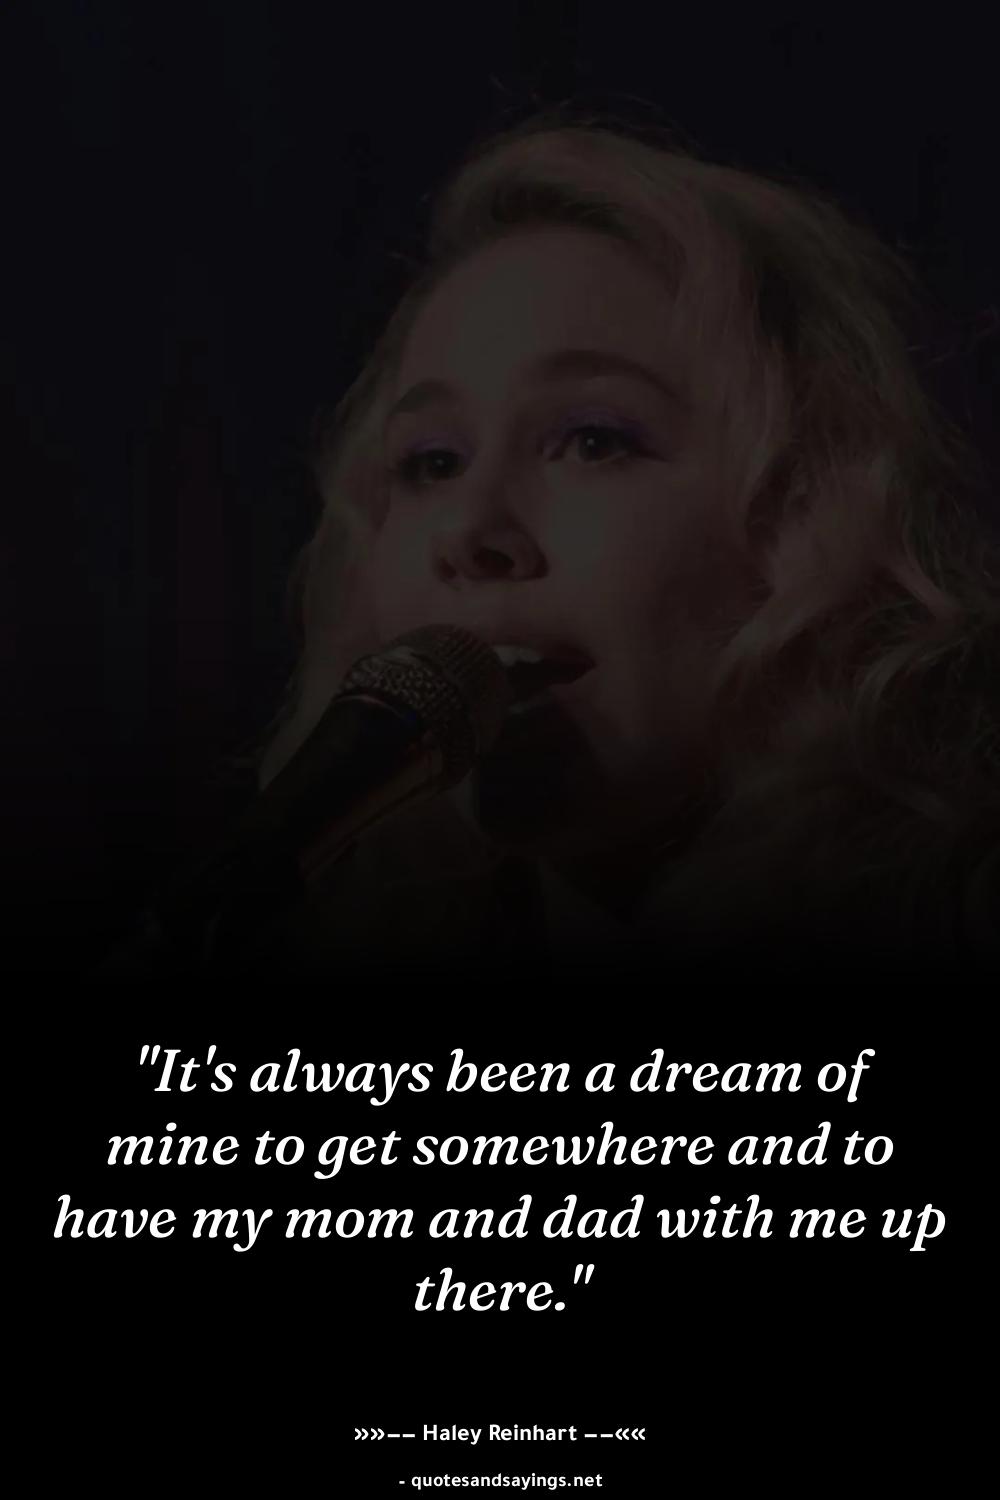 "It's always been a dream of
mine to get somewhere and to
have my mom and dad with me up
there."
»»-- Haley Reinhart --««
- quotesandsayings.net